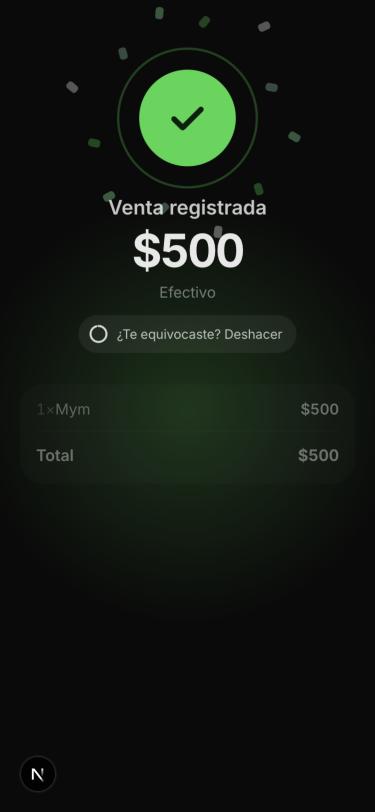 Venta registrada
$500
Efectivo
¿Te equivocaste? Deshacer
1×Mym $500
Total $500
N